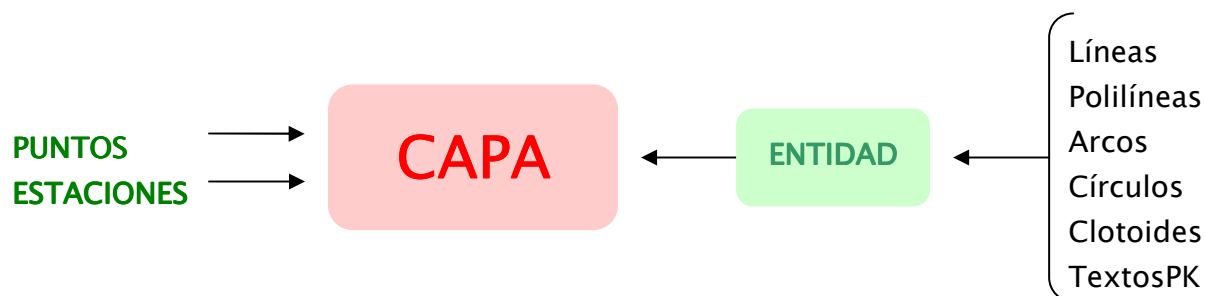 PUNTOS
ESTACIONES
CAPA
ENTIDAD
Líneas
Polilíneas
Arcos
Círculos
Clotoides
TextosPK